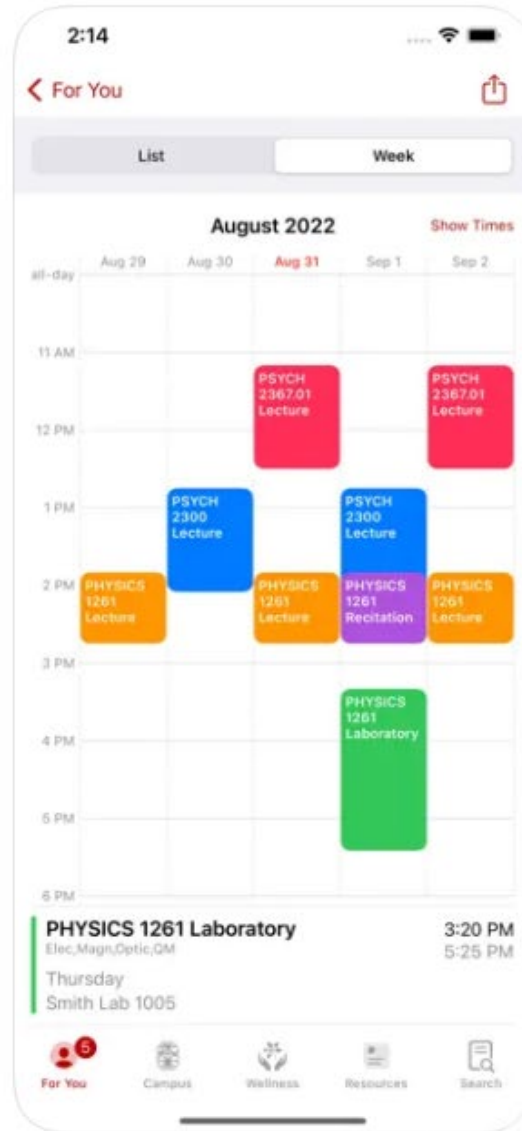 2:14
For You
List
Week
August 2022
Show Times
Aug 29
Aug 30
Aug 31
Sep 1
Sep 2
all-day
11 AM
PSYCH
2367.01
Lecture
PSYCH
2367.01
Lecture
12 PM
1 PM
PSYCH
2300
Lecture
PSYCH
2300
Lecture
2 PM
PHYSICS
1261
Lecture
PHYSICS
1261
Lecture
PHYSICS
1261
Recitation
PHYSICS
1261
Lecture
3 PM
PHYSICS
1261
Laboratory
4 PM
5 PM
6 PM
PHYSICS 1261 Laboratory
3:20 PM
Elec,Magn,Optic,QM
5:25 PM
Thursday
Smith Lab 1005
5
For You
Campus
Wellness
Resources
Search